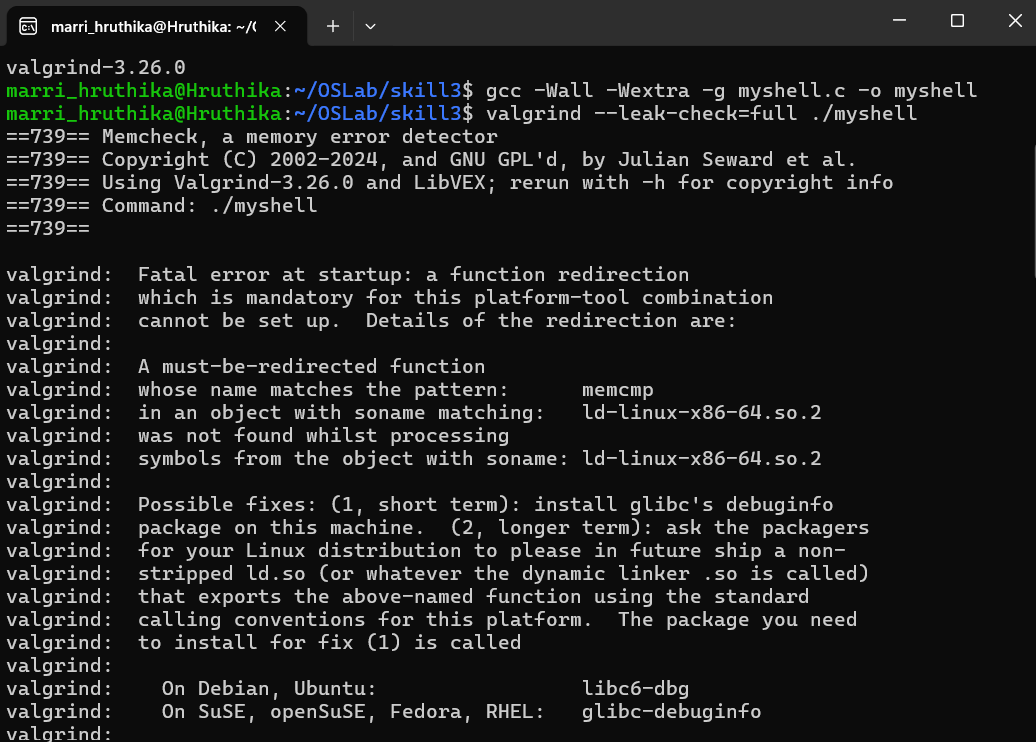 marri_hruthika@Hruthika: ~/
valgrind-3.26.0
marri_hruthika@Hruthika:~/OSLab/skill3$ gcc -Wall -Wextra -g myshell.c -o myshell
marri_hruthika@Hruthika:~/OSLab/skill3$ valgrind --leak-check=full ./myshell
==739== Memcheck, a memory error detector
==739== Copyright (C) 2002-2024, and GNU GPL'd, by Julian Seward et al.
==739== Using Valgrind-3.26.0 and LibVEX; rerun with -h for copyright info
==739== Command: ./myshell
==739==
valgrind:  Fatal error at startup: a function redirection
valgrind:  which is mandatory for this platform-tool combination
valgrind:  cannot be set up.  Details of the redirection are:
valgrind:
valgrind:  A must-be-redirected function
valgrind:  whose name matches the pattern:      memcmp
valgrind:  in an object with soname matching:   ld-linux-x86-64.so.2
valgrind:  was not found whilst processing
valgrind:  symbols from the object with soname: ld-linux-x86-64.so.2
valgrind:
valgrind:  Possible fixes: (1, short term): install glibc's debuginfo
valgrind:  package on this machine.  (2, longer term): ask the packagers
valgrind:  for your Linux distribution to please in future ship a non-
valgrind:  stripped ld.so (or whatever the dynamic linker .so is called)
valgrind:  that exports the above-named function using the standard
valgrind:  calling conventions for this platform.  The package you need
valgrind:  to install for fix (1) is called
valgrind:
valgrind:    On Debian, Ubuntu:                 libc6-dbg
valgrind:    On SuSE, openSuSE, Fedora, RHEL:   glibc-debuginfo
valgrind: